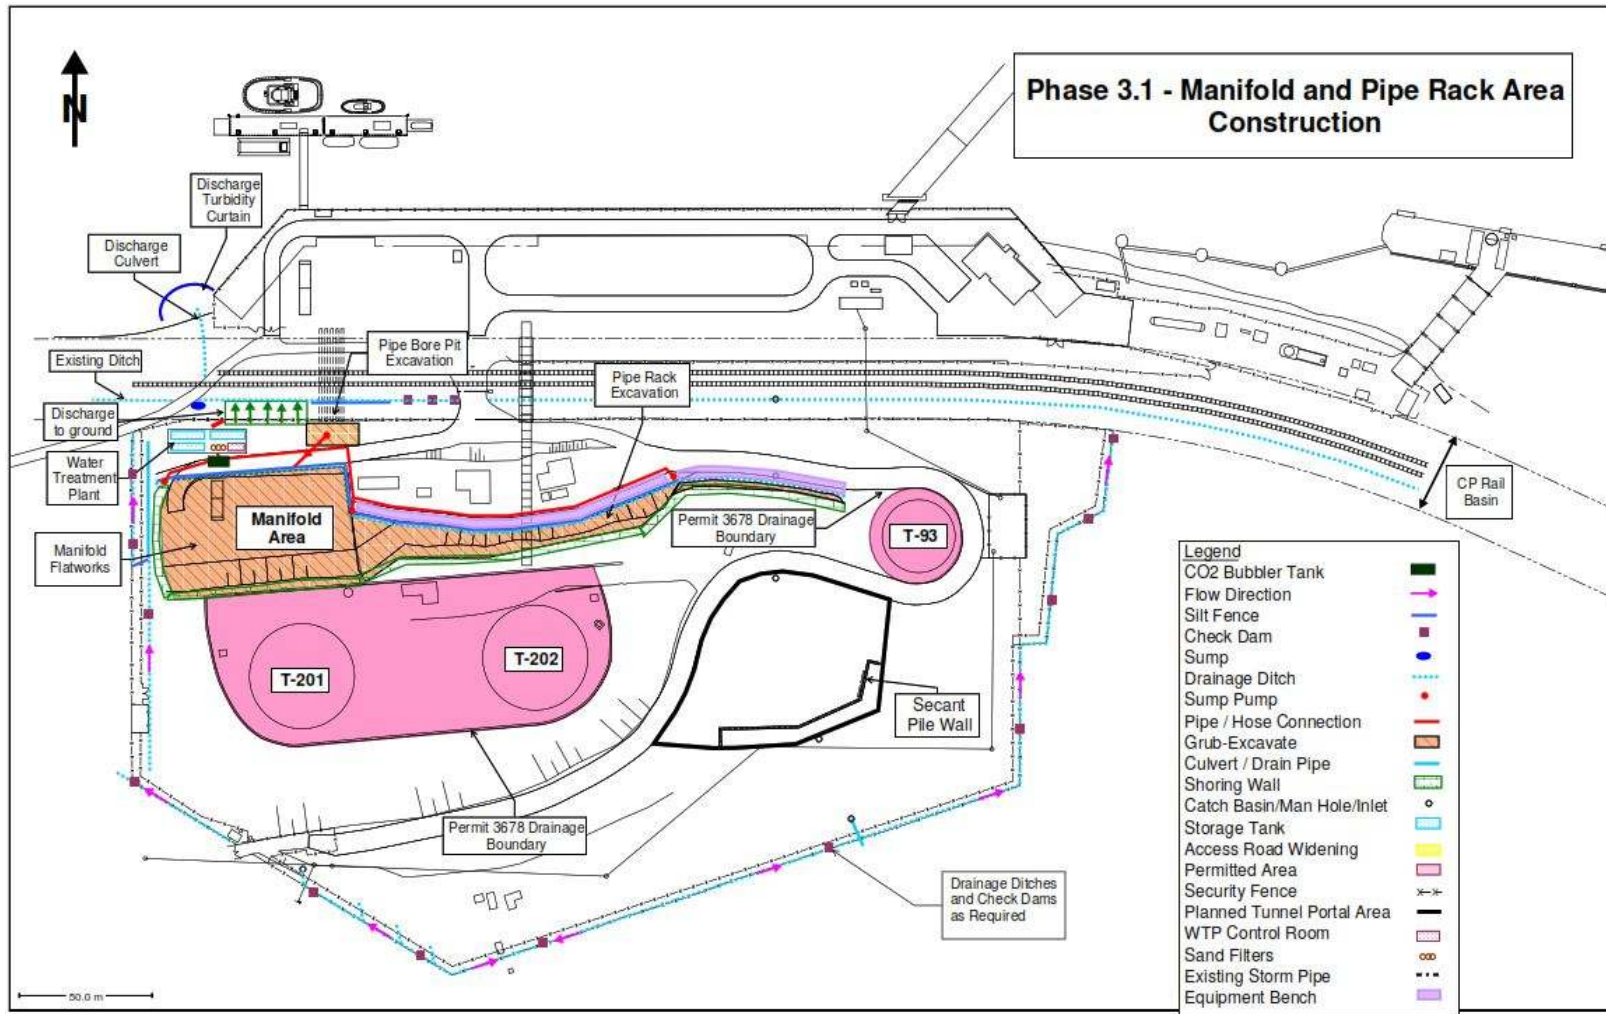 Phase 3.1 - Manifold and Pipe Rack Area
Construction
N
Discharge
Turbidity
Curtain
Discharge
Culvert
Existing Ditch
Pipe Bore Pit
Excavation
Pipe Rack
Excavation
Discharge
to ground
Water
Treatment
Plant
CP Rail
Basin
Manifold
Area
Permit 3678 Drainage
Boundary
T-93
Manifold
Flatworks
T-201
T-202
Secant
Pile Wall
Permit 3678 Drainage
Boundary
Drainage Ditches
and Check Dams
as Required
Legend
CO2 Bubbler Tank
Flow Direction
Silt Fence
Check Dam
Sump
Drainage Ditch
Sump Pump
Pipe / Hose Connection
Grub-Excavate
Culvert / Drain Pipe
Shoring Wall
Catch Basin/Man Hole/Inlet
Storage Tank
Access Road Widening
Permitted Area
Security Fence
Planned Tunnel Portal Area
WTP Control Room
Sand Filters
Existing Storm Pipe
Equipment Bench
50.0 m